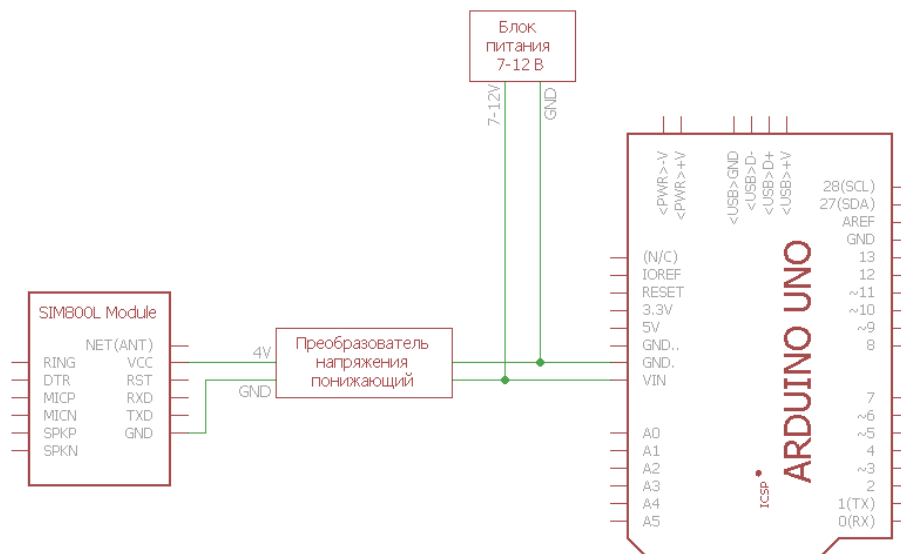 Блок
питания
7-12 В
7-12V
GND
SIM800L Module
NET(ANT)
RING
VCC
DTR
RST
MICP
RXD
MICN
TXD
SPKP
GND
SPKN
4V
GND
Преобразователь
напряжения
понижающий
<PWR>-V
<PWR>+V
<USB>GND
<USB>D-
<USB>D+
<USB>+V
(N/C)
IOREF
RESET
3.3V
5V
GND..
GND.
VIN
A0
A1
A2
A3
A4
A5
ICSP
ARDUINO UNO
28(SCL)
27(SDA)
AREF
GND
13
12
~11
~10
~9
8
7
~6
~5
4
~3
2
1(TX)
0(RX)